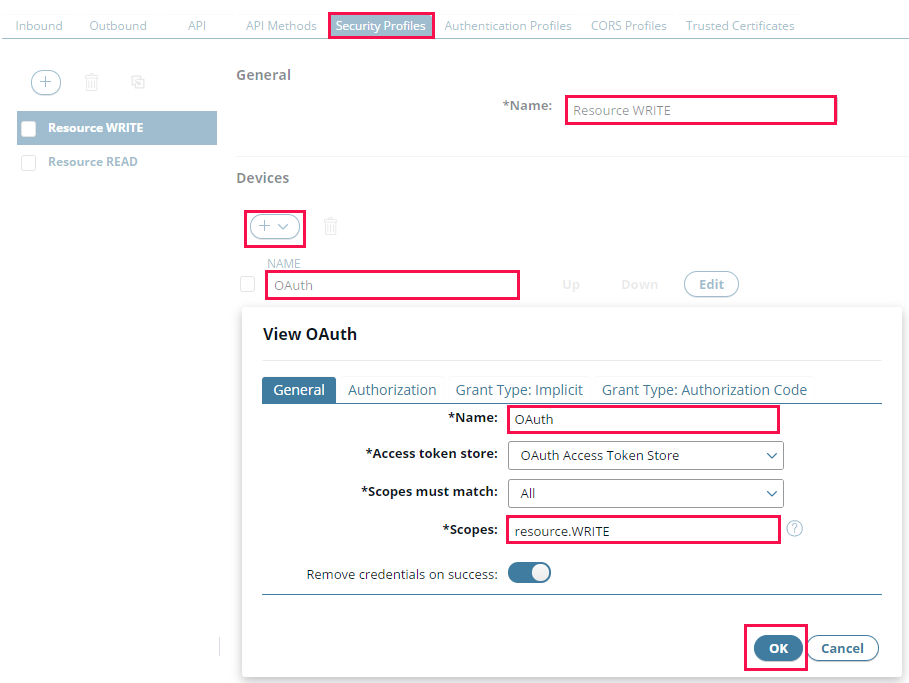 Inbound Outbound API API Methods Security Profiles Authentication Profiles CORS Profiles Trusted Certificates
General
*Name: Resource WRITE
Resource WRITE
Resource READ
Devices
NAME
OAuth Up Down Edit
View OAuth
General Authorization Grant Type: Implicit Grant Type: Authorization Code
*Name: OAuth
*Access token store: OAuth Access Token Store
*Scopes must match: All
*Scopes: resource.WRITE ?
Remove credentials on success:
OK Cancel